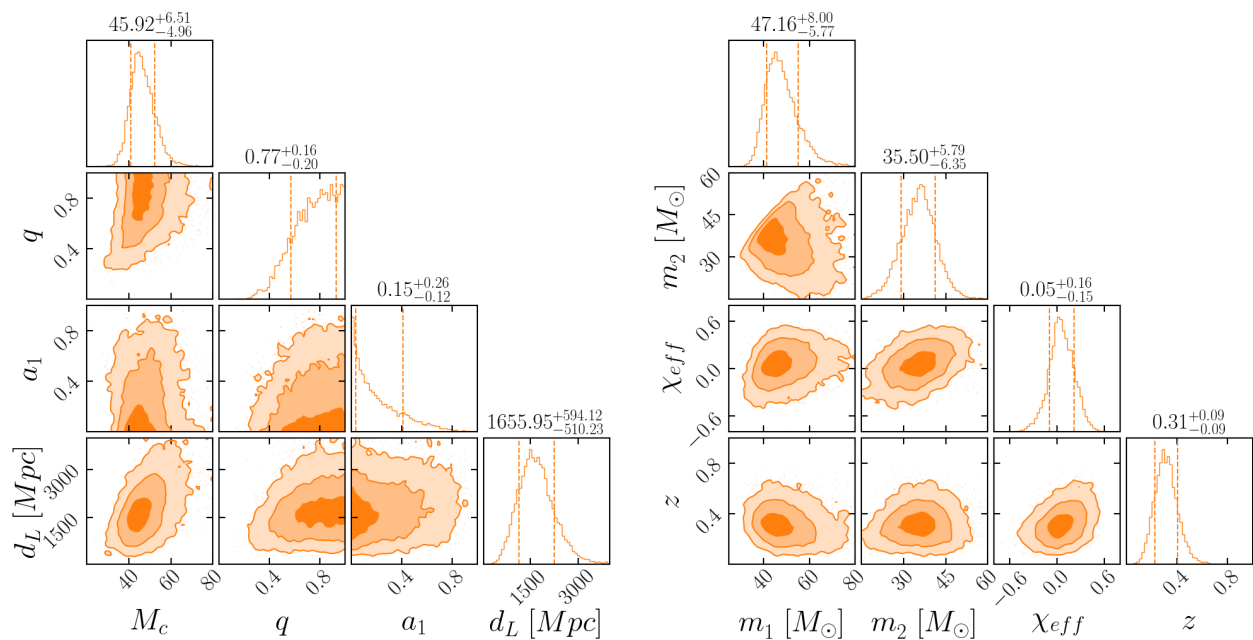 45.92^{+6.51}_{-4.96}
47.16^{+8.00}_{-5.77}
0.77^{+0.16}_{-0.20}
35.50^{+5.79}_{-6.35}
q
0.8
0.4
m_2 [M_⊙]
60
45
30
0.15^{+0.26}_{-0.12}
0.05^{+0.16}_{-0.15}
a_1
0.8
0.4
χ_{eff}
0.6
0.0
−0.6
1655.95^{+594.12}_{-510.23}
0.31^{+0.09}_{-0.09}
d_L [Mpc]
3000
1500
z
0.8
0.4
40 60 80
0.4 0.8
0.4 0.8
1500 3000
40 60 80
30 45 60
−0.6 0.0 0.6
0.4 0.8
M_c
q
a_1
d_L [Mpc]
m_1 [M_⊙]
m_2 [M_⊙]
χ_{eff}
z